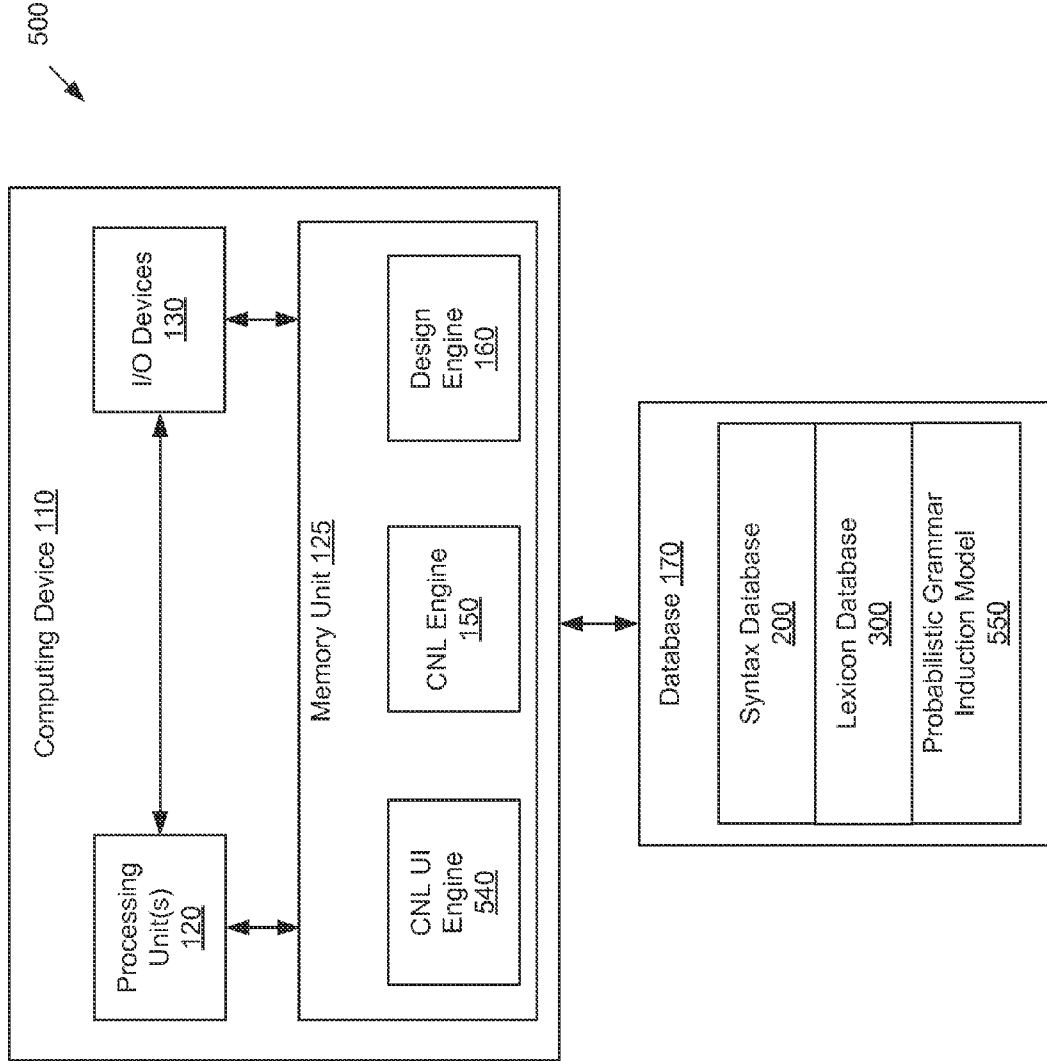 500
Computing Device 110
Processing
Unit(s)
120
I/O Devices
130
Memory Unit 125
CNL UI
Engine
540
CNL Engine
150
Design
Engine
160
Database 170
Syntax Database
200
Lexicon Database
300
Probabilistic Grammar
Induction Model
550